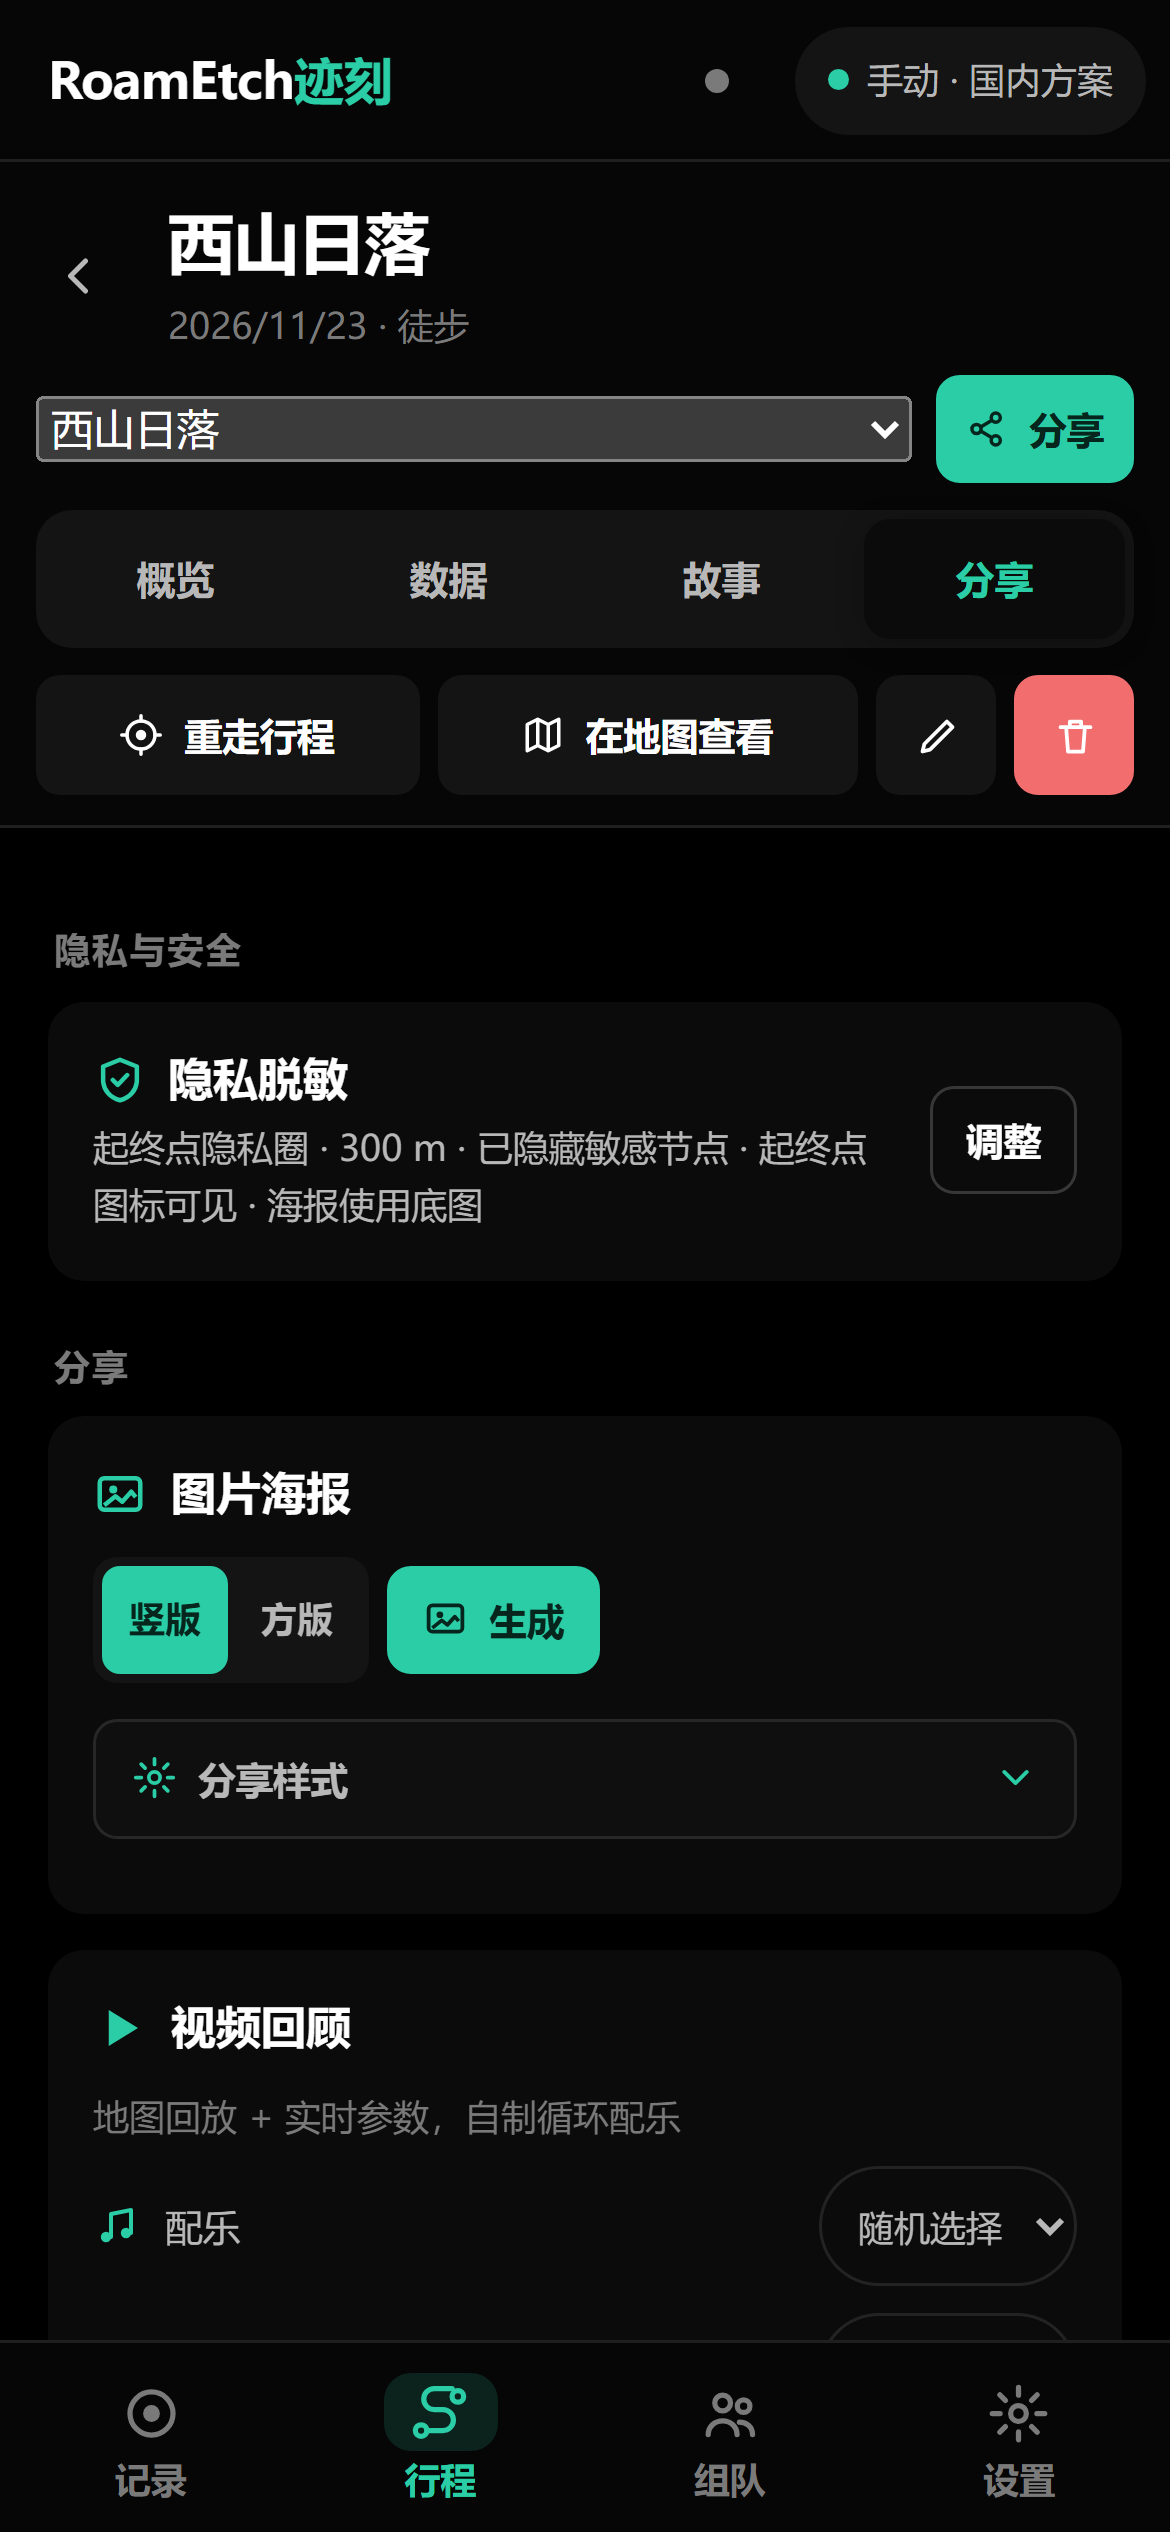 RoamEtch迹刻
手动 · 国内方案
西山日落
2026/11/23 · 徒步
西山日落
分享
概览
数据
故事
分享
重走行程
在地图查看
隐私与安全
隐私脱敏
起终点隐私圈 · 300 m · 已隐藏敏感节点 · 起终点
图标可见 · 海报使用底图
调整
分享
图片海报
竖版
方版
生成
分享样式
视频回顾
地图回放 + 实时参数，自制循环配乐
配乐
随机选择
记录
行程
组队
设置